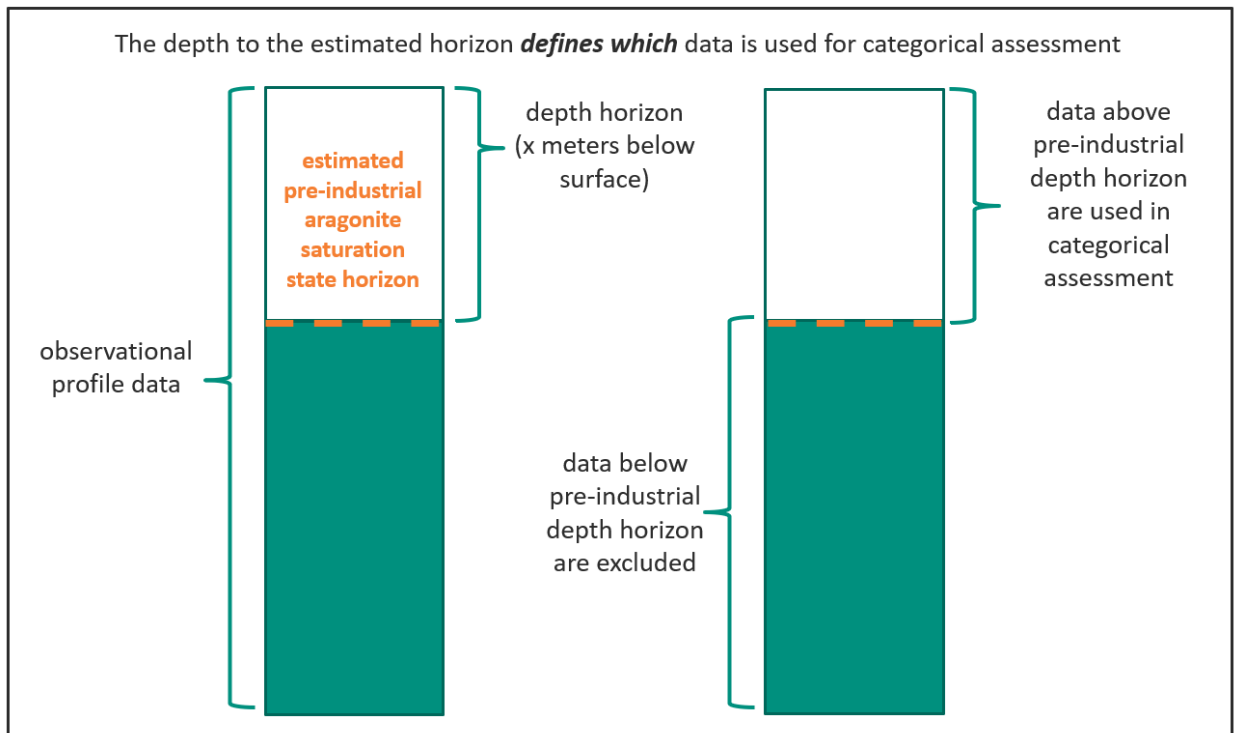 The depth to the estimated horizon defines which data is used for categorical assessment
estimated
pre-industrial
aragonite
saturation
state horizon
depth horizon
(x meters below
surface)
observational
profile data
data above
pre-industrial
depth horizon
are used in
categorical
assessment
data below
pre-industrial
depth horizon
are excluded